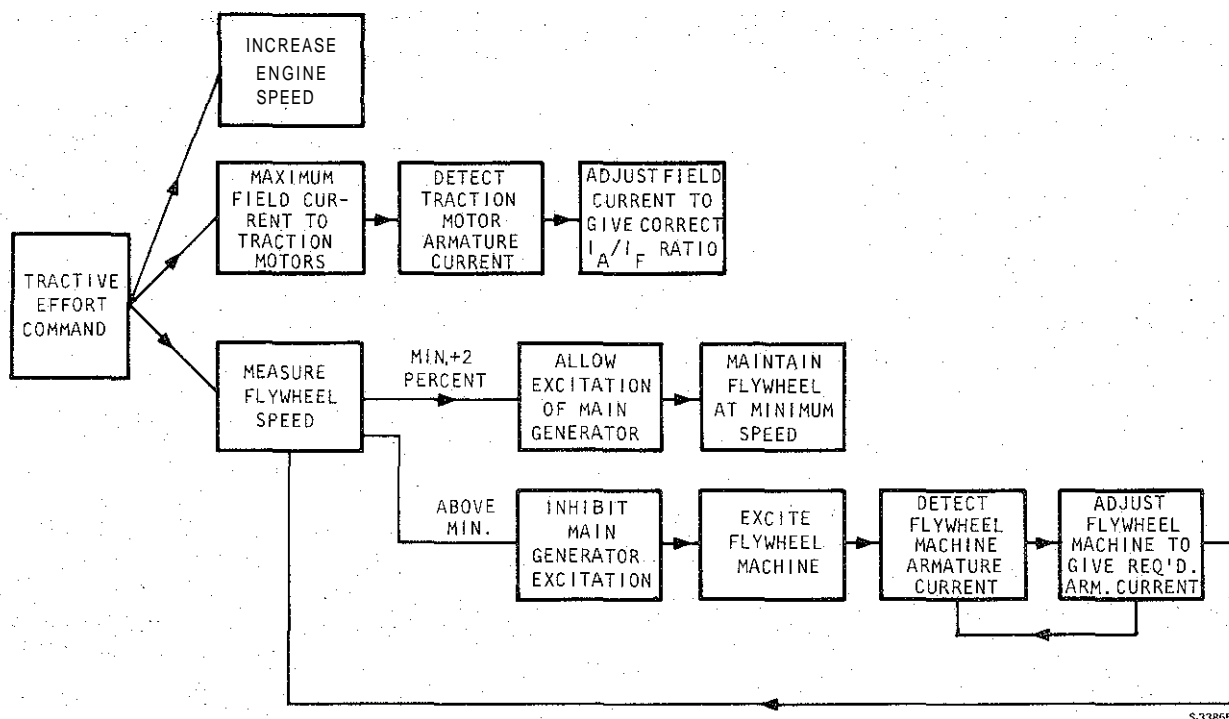 INCREASE
ENGINE
SPEED
MAXIMUM
FIELD CUR-
RENT TO
TRACTION
MOTORS
DETECT
TRACTION
MOTOR
ARMATURE
CURRENT
ADJUST FIELD
CURRENT TO
GIVE CORRECT
I_A/I_F RATIO
TRACTIVE
EFFORT
COMMAND
MEASURE
FLYWHEEL
SPEED
MIN.+2
PERCENT
ALLOW
EXCITATION
OF MAIN
GENERATOR
MAINTAIN
FLYWHEEL
AT MINIMUM
SPEED
ABOVE
MIN.
INHIBIT
MAIN
GENERATOR
EXCITATION
EXCITE
FLYWHEEL
MACHINE
DETECT
FLYWHEEL
MACHINE
ARMATURE
CURRENT
ADJUST
FLYWHEEL
MACHINE TO
GIVE REQ'D.
ARM. CURRENT